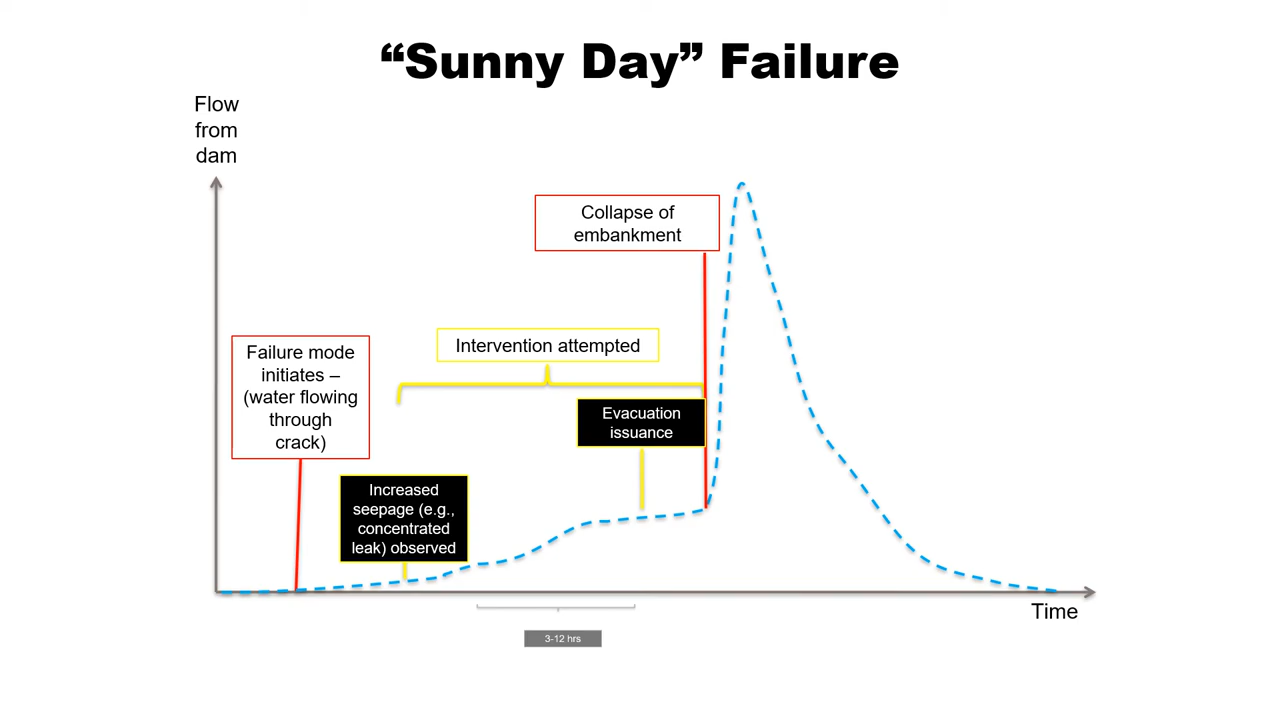 “Sunny Day” Failure
Flow
from
dam
Collapse of
embankment
Failure mode
initiates –
(water flowing
through
crack)
Intervention attempted
Evacuation
issuance
Increased
seepage (e.g.,
concentrated
leak) observed
Time
3-12 hrs